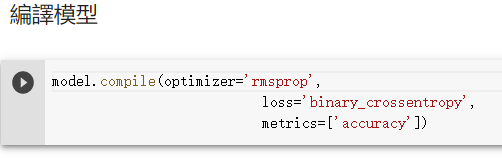 編譯模型
model.compile(optimizer='rmsprop',
loss='binary_crossentropy',
metrics=['accuracy'])